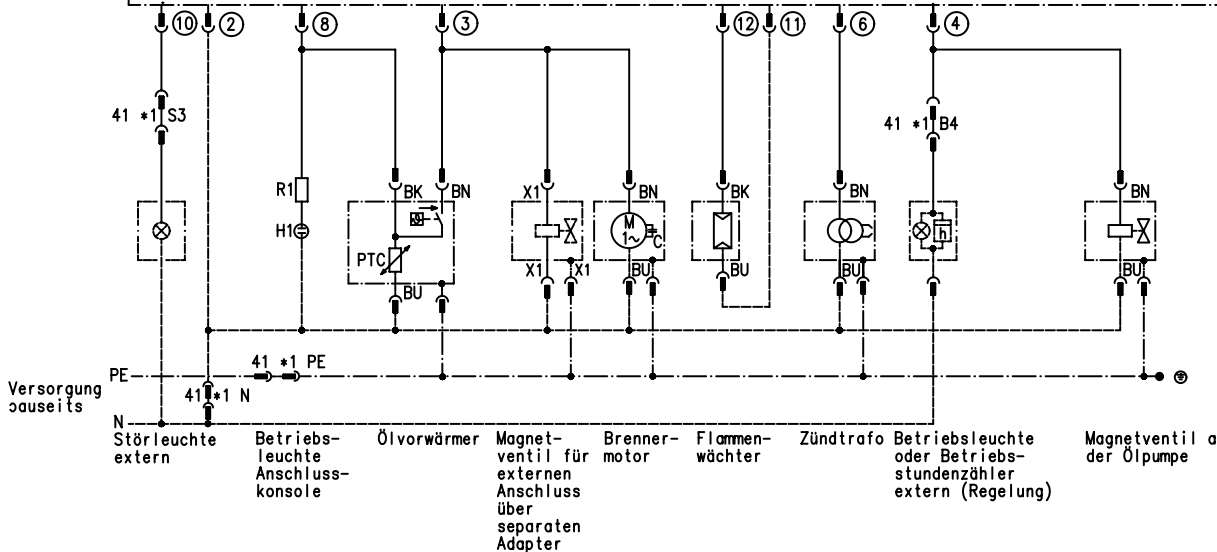 10 2 8 3 12 11 6 4
41 *1 S3
41 *1 B4
R1
BK BN
X1
BN
BK
BN
BN
H1
M
1~
C
h
PTC
BU
X1 X1
BU
BU
BU
BU
41 *1 PE
PE
Versorgung
bauseits
41 *1 N
N
Störleuchte
extern
Betriebs-
leuchte
Anschluss-
konsole
Ölvorwärmer
Magnet-
ventil für
externen
Anschluss
über
separaten
Adapter
Brenner-
motor
Flammen-
wächter
Zündtrafo
Betriebsleuchte
oder Betriebs-
stundenzähler
extern (Regelung)
Magnetventil a
der Ölpumpe